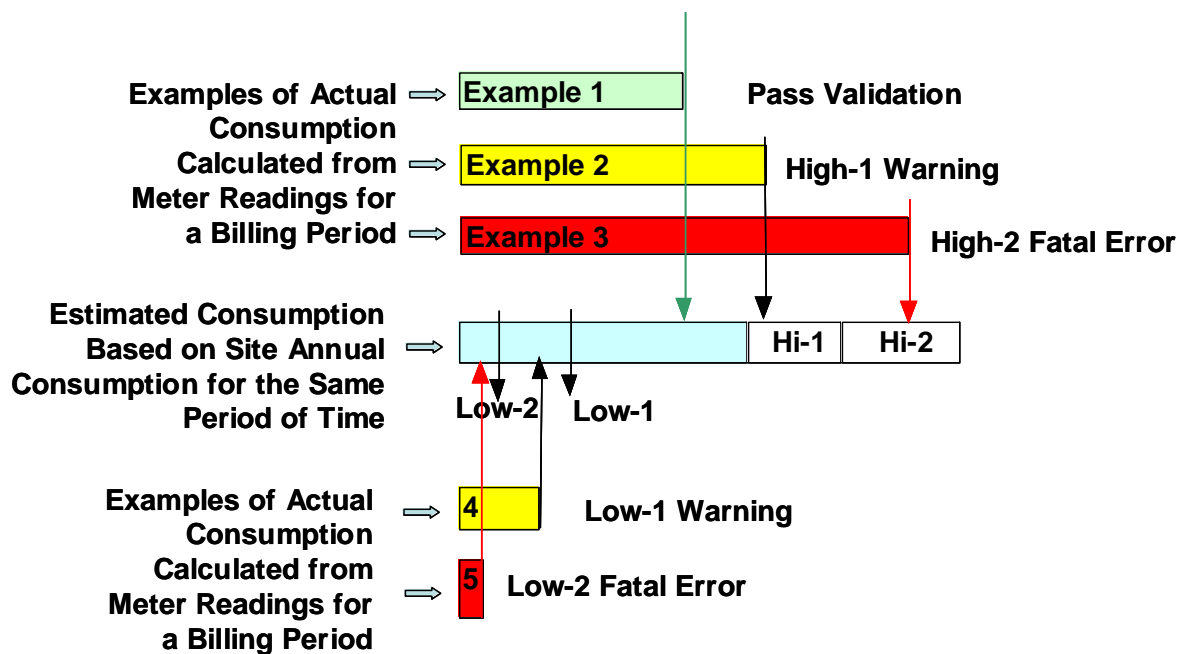 Examples of Actual
Consumption
Calculated from
Meter Readings for
a Billing Period
Example 1
Pass Validation
Example 2
High-1 Warning
Example 3
High-2 Fatal Error
Estimated Consumption
Based on Site Annual
Consumption for the Same
Period of Time
Hi-1
Hi-2
Low-2
Low-1
Examples of Actual
Consumption
Calculated from
Meter Readings for
a Billing Period
4
Low-1 Warning
5
Low-2 Fatal Error